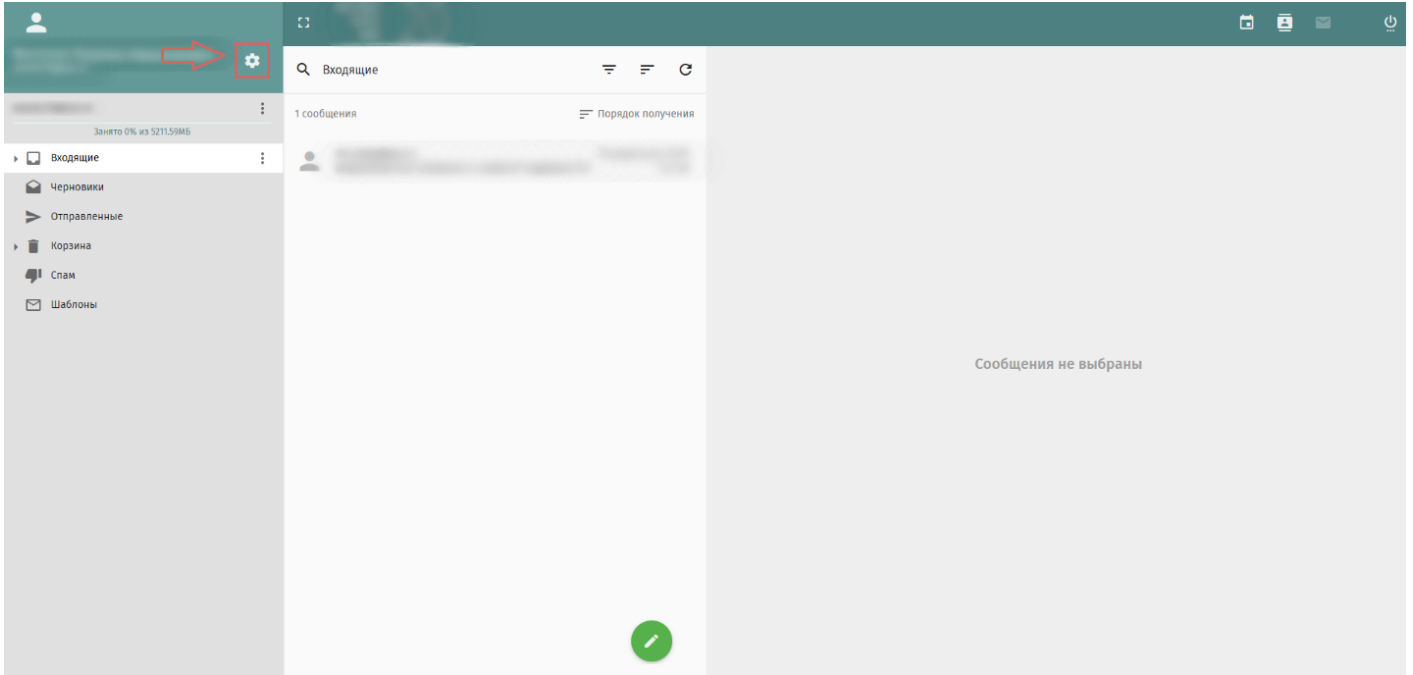 Входящие
1 сообщения
Порядок получения
Занято 0% из 5211,59МБ
Входящие
Черновики
Отправленные
Корзина
Спам
Шаблоны
Сообщения не выбраны